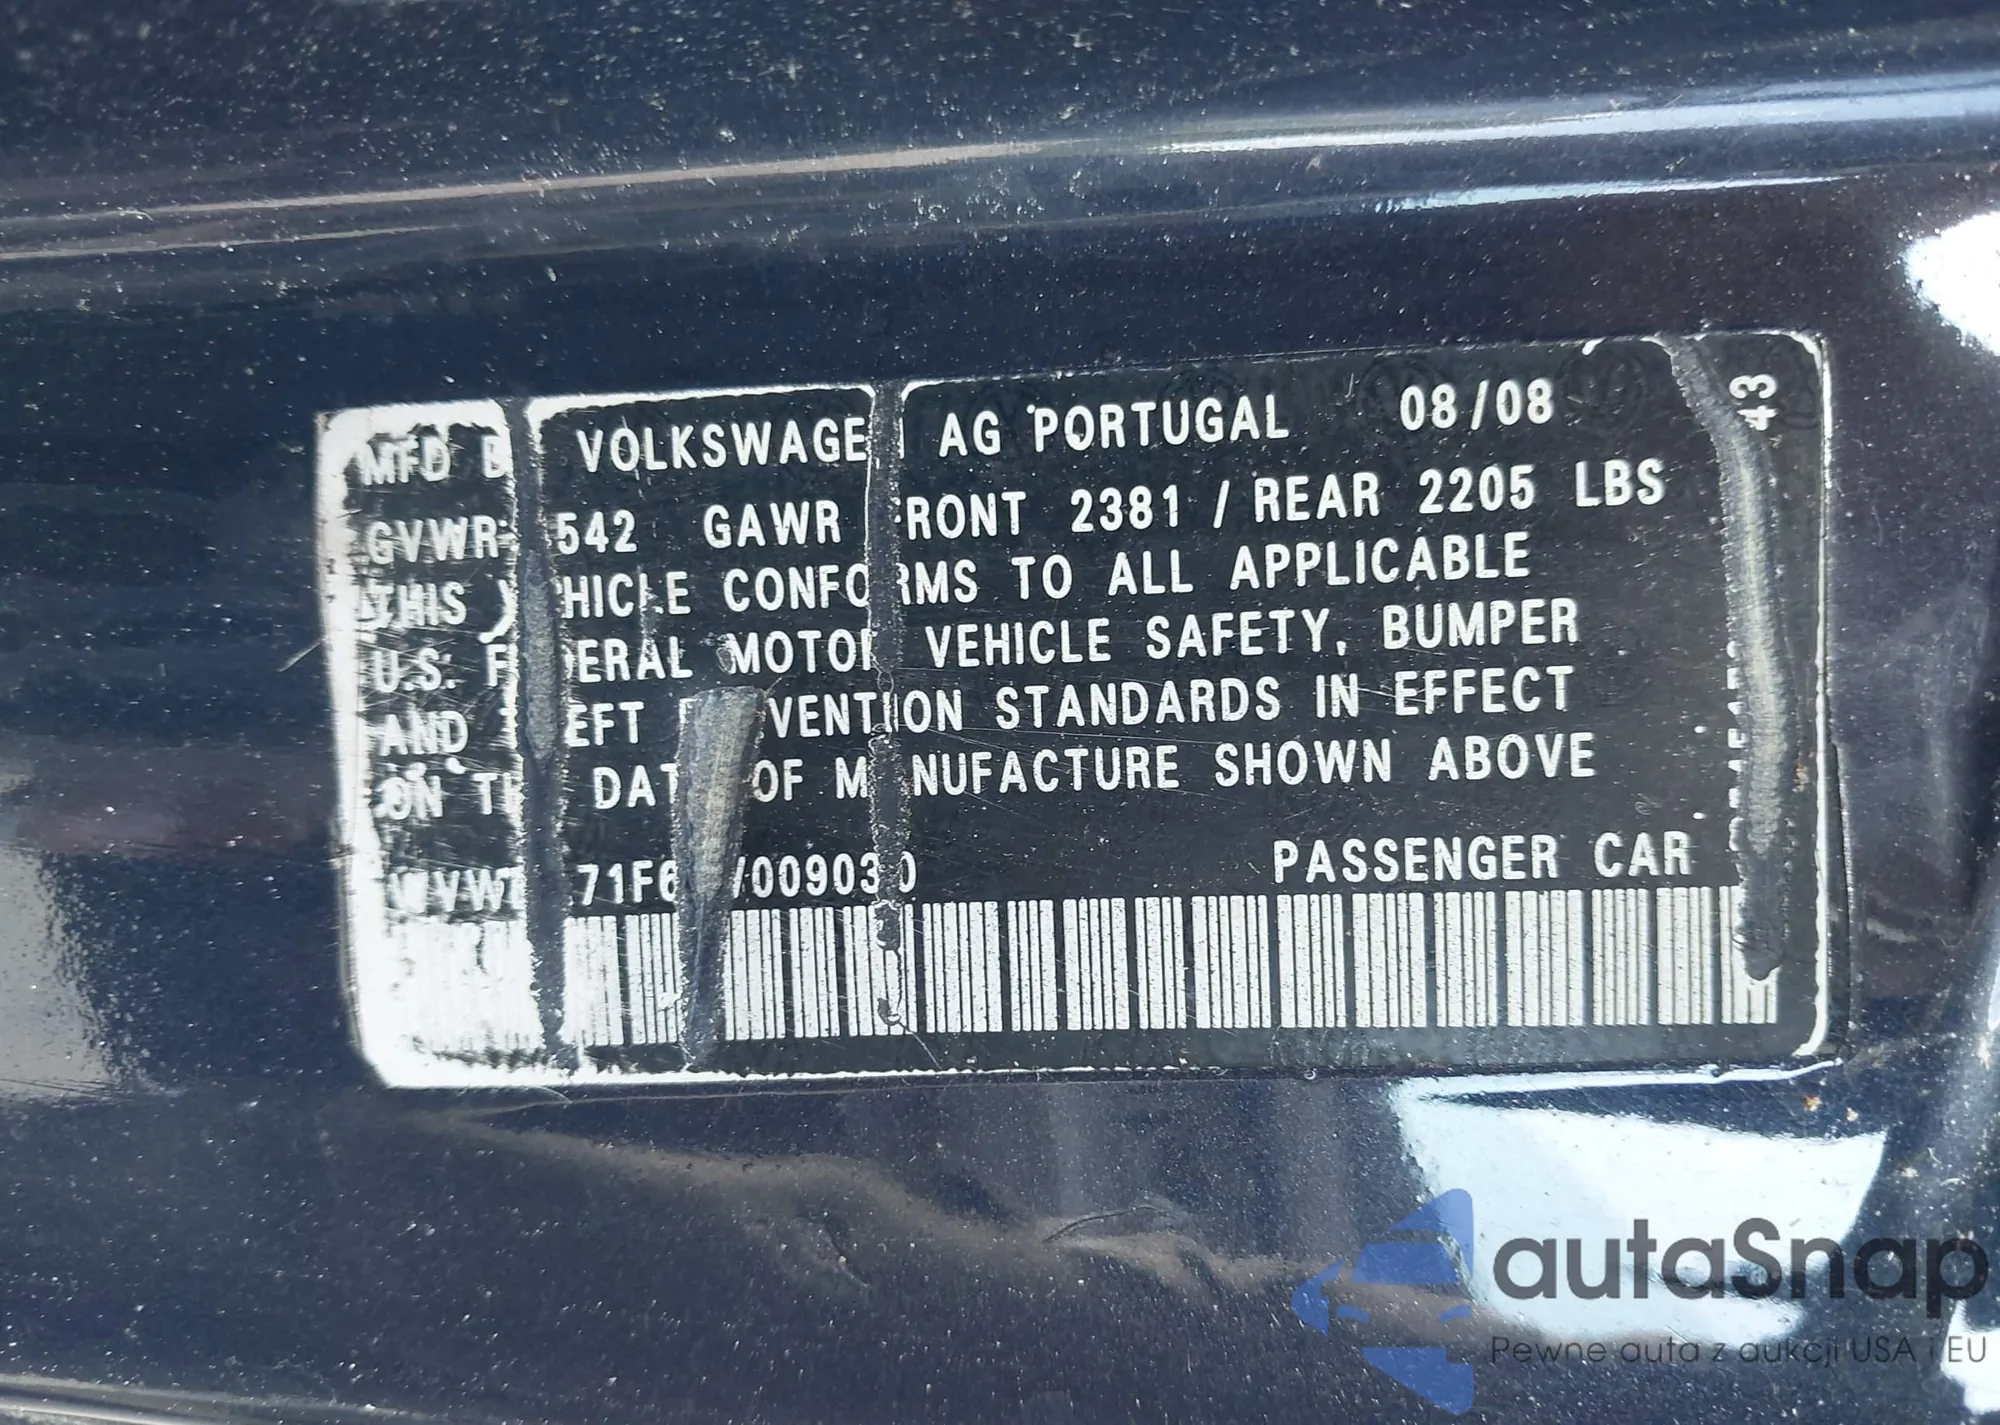 MFD B VOLKSWAGE AG PORTUGAL 08/08
GVWR 542 GAWR FRONT 2381 / REAR 2205 LBS
THIS VEHICLE CONFORMS TO ALL APPLICABLE
U.S. FEDERAL MOTOR VEHICLE SAFETY, BUMPER
AND THEFT PREVENTION STANDARDS IN EFFECT
ON THE DATE OF MANUFACTURE SHOWN ABOVE
PASSENGER CAR
43
autaSnap
Pewne auta z aukcji USA i EU